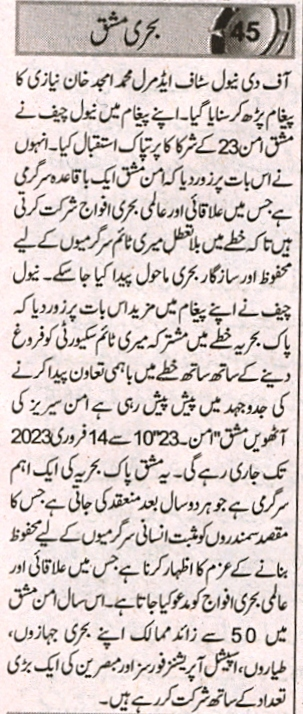 45 بحری مشق
آف دی نیول سٹاف ایڈمرل محمد امجد خان نیازی کا
پیغام پڑھ کر سنایا گیا۔ اپنے پیغام میں نیول چیف نے
مشق امن 23 کے شرکا کا پرتپاک استقبال کیا۔ انہوں
نے اس بات پر زور دیا کہ امن مشق ایک باقاعدہ سرگرمی
ہے جس میں علاقائی اور عالمی بحری افواج شرکت کرتی
ہیں تاکہ خطے میں بلا تعطل میری ٹائم سرگرمیوں کے لیے
محفوظ اور سازگار بحری ماحول پیدا کیا جا سکے۔ نیول
چیف نے اپنے پیغام میں مزید اس بات پر زور دیا کہ
پاک بحریہ خطے میں مشترکہ میری ٹائم سکیورٹی کو فروغ
دینے کے ساتھ ساتھ خطے میں باہمی تعاون پیدا کرنے
کی جدوجہد میں پیش پیش رہی ہے امن سیریز کی
آٹھویں مشق "امن۔23" 10 سے 14 فروری 2023
تک جاری رہے گی۔ یہ مشق پاک بحریہ کی ایک اہم
سرگرمی ہے جو ہر دو سال بعد منعقد کی جاتی ہے جس کا
مقصد سمندروں کو مثبت انسانی سرگرمیوں کے لیے محفوظ
بنانے کے عزم کا اظہار کرنا ہے جس میں علاقائی اور
عالمی بحری افواج کو مدعو کیا جاتا ہے۔ اس سال امن مشق
میں 50 سے زائد ممالک اپنے بحری جہازوں،
طیاروں، اسپیشل آپریشنز فورسز اور مبصرین کی ایک بڑی
تعداد کے ساتھ شرکت کر رہے ہیں۔